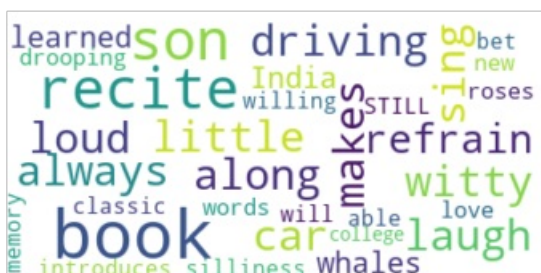 learned son driving sing bet
drooping new
recite India roses
willing STILL
loud little makes refrain
always along witty
classic words will able love
memory book car college laugh
introduces silliness whales